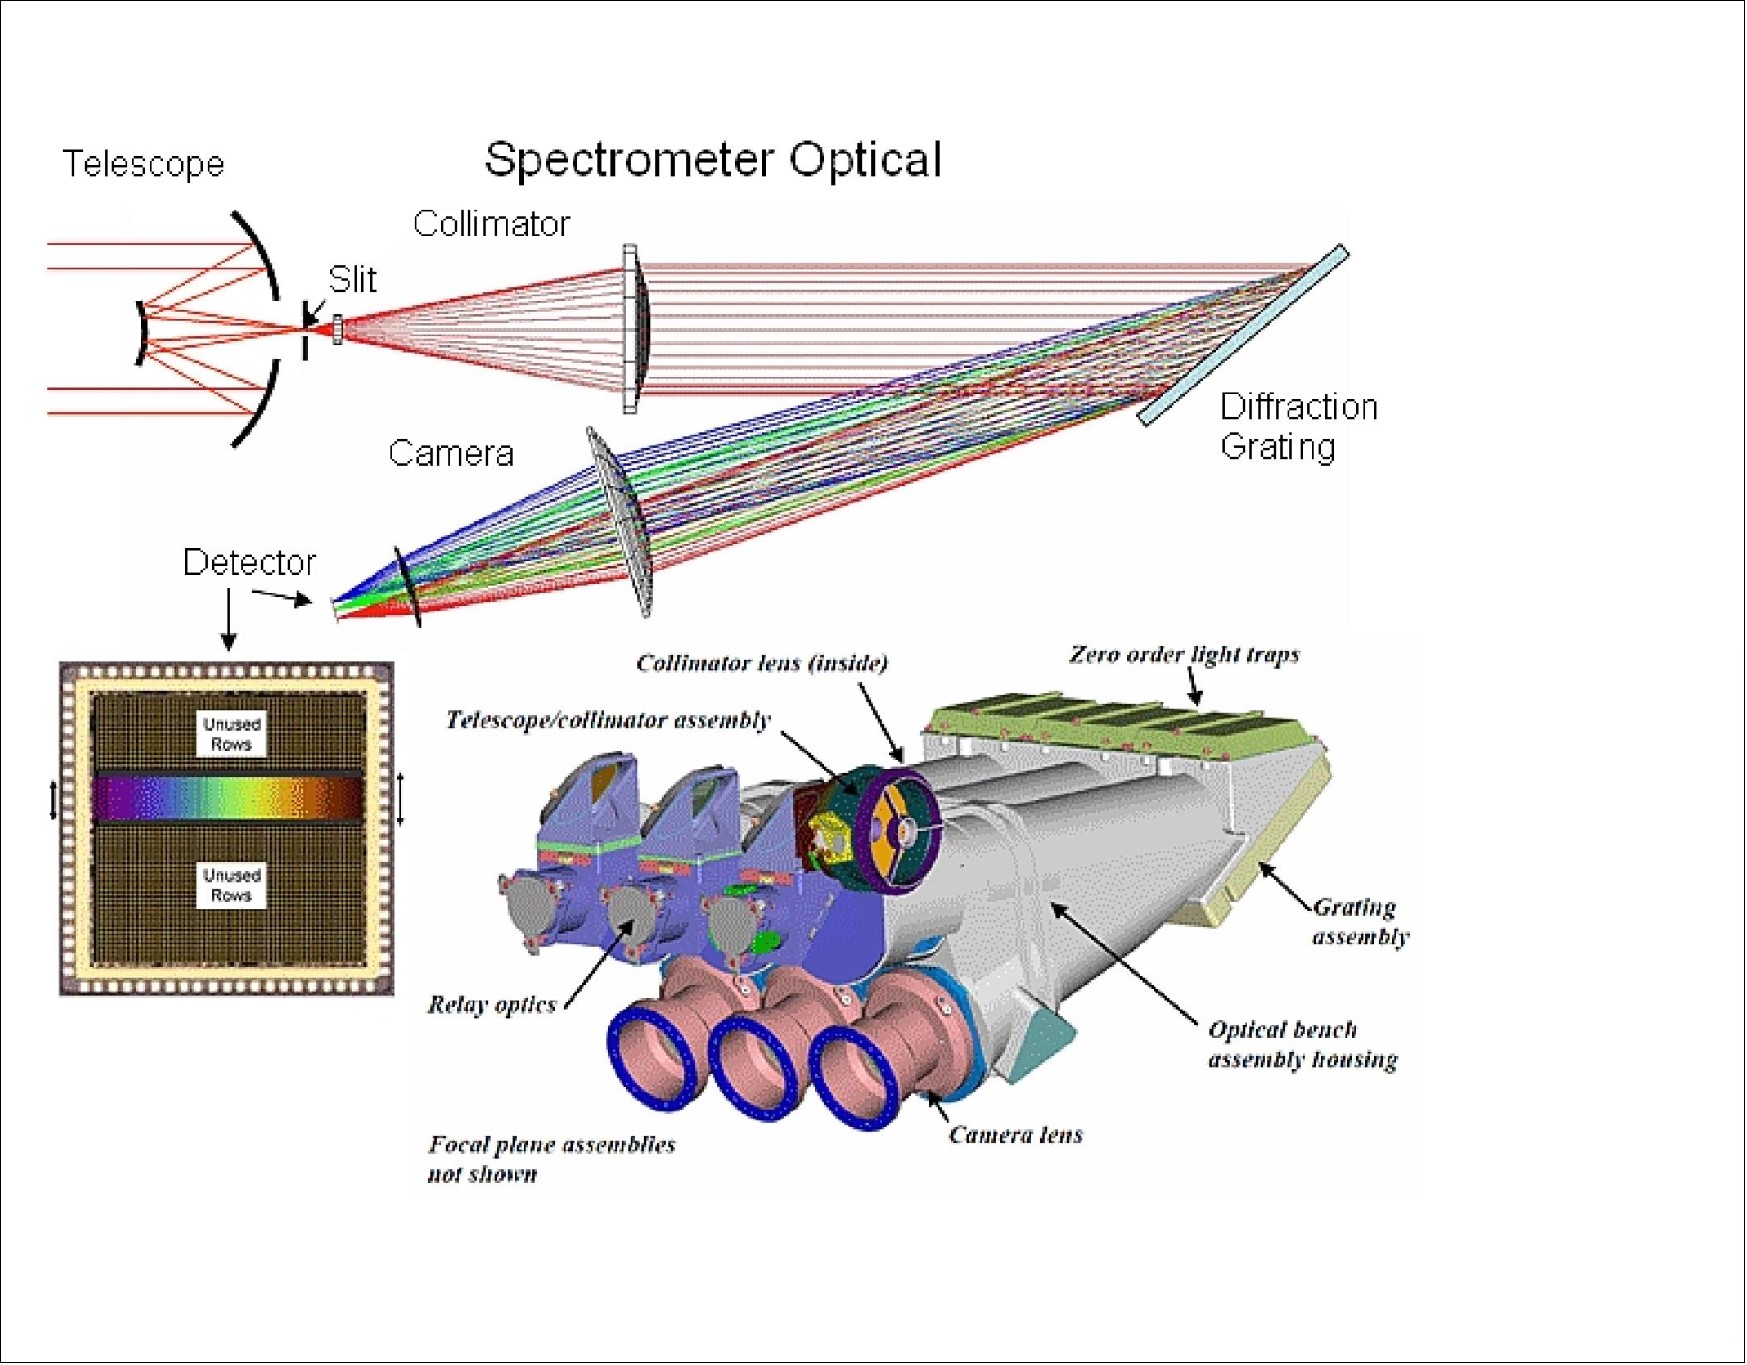 Telescope
Spectrometer Optical
Collimator
Slit
Diffraction
Grating
Camera
Detector
Unused
Rows
Unused
Rows
Collimator lens (inside)
Zero order light traps
Telescope/collimator assembly
Grating
assembly
Relay optics
Optical bench
assembly housing
Camera lens
Focal plane assemblies
not shown